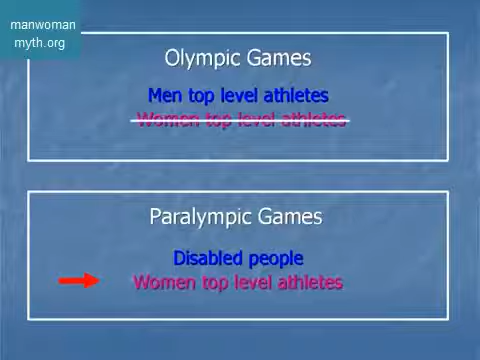 manwoman
myth.org
Olympic Games
Men top level athletes
Women top level athletes
Paralympic Games
Disabled people
Women top level athletes